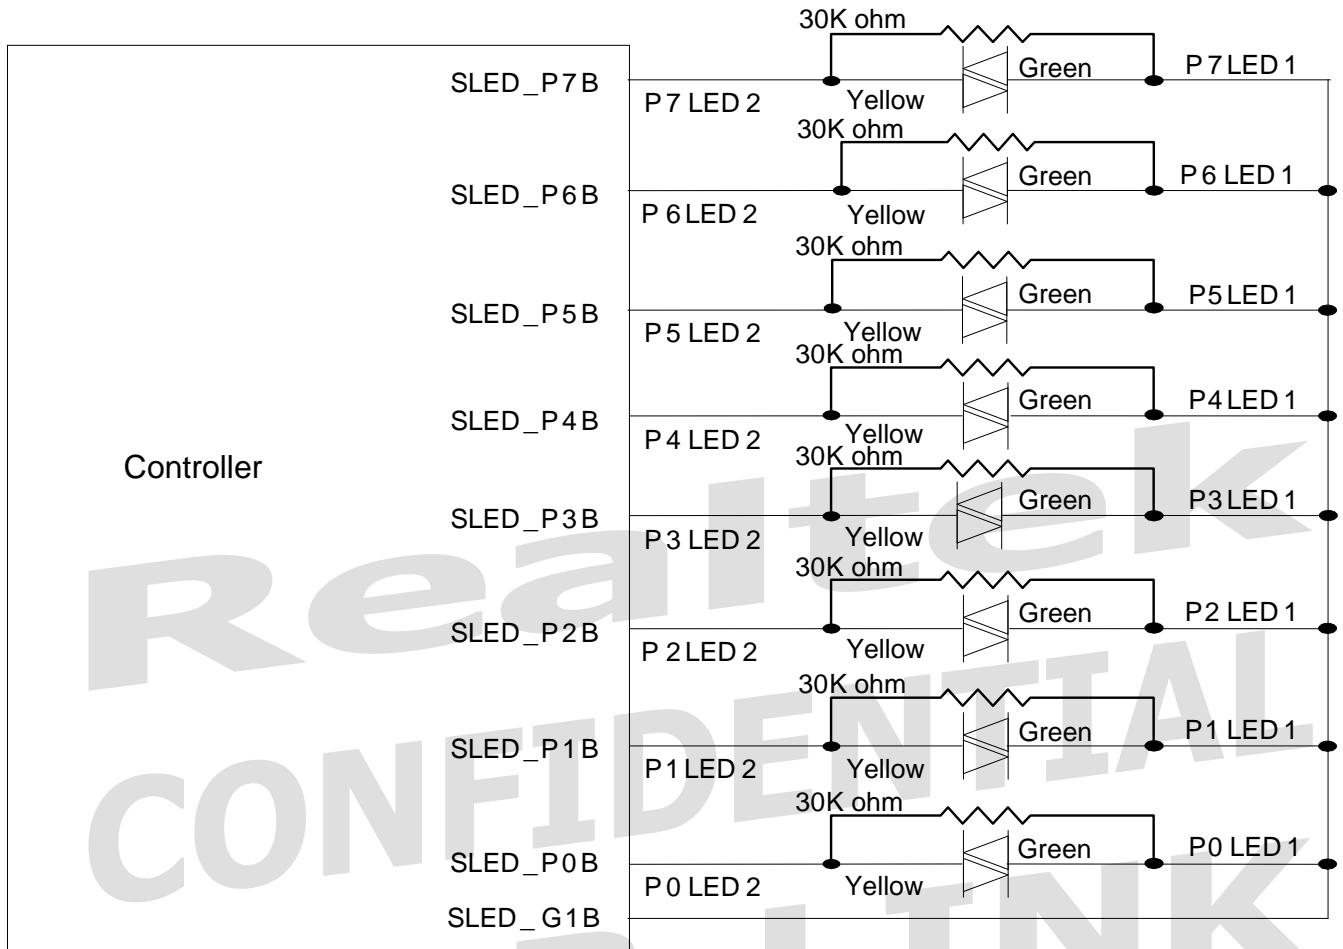 30K ohm
SLED_P7B
P7 LED 2
Yellow
Green
P7 LED 1
30K ohm
SLED_P6B
P6 LED 2
Yellow
Green
P6 LED 1
30K ohm
SLED_P5B
P5 LED 2
Yellow
Green
P5 LED 1
30K ohm
SLED_P4B
P4 LED 2
Yellow
Green
P4 LED 1
Controller
30K ohm
SLED_P3B
P3 LED 2
Yellow
Green
P3 LED 1
30K ohm
SLED_P2B
P2 LED 2
Yellow
Green
P2 LED 1
30K ohm
SLED_P1B
P1 LED 2
Yellow
Green
P1 LED 1
30K ohm
SLED_P0B
P0 LED 2
Yellow
Green
P0 LED 1
SLED_G1B
Realtek
CONFIDENTIAL
LINK